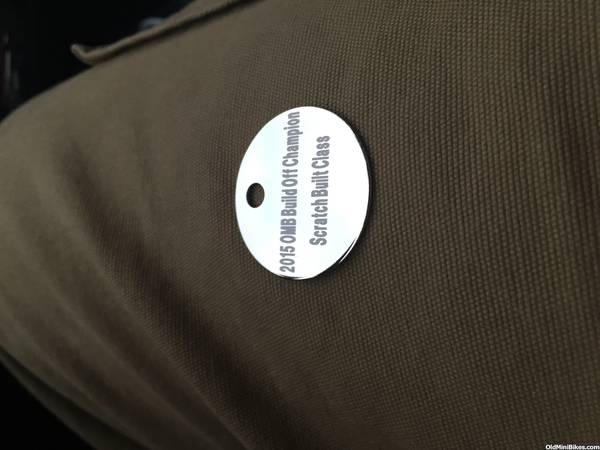 2015 OMB Build Off Champion
Scratch Built Class
OldMiniBikes.com